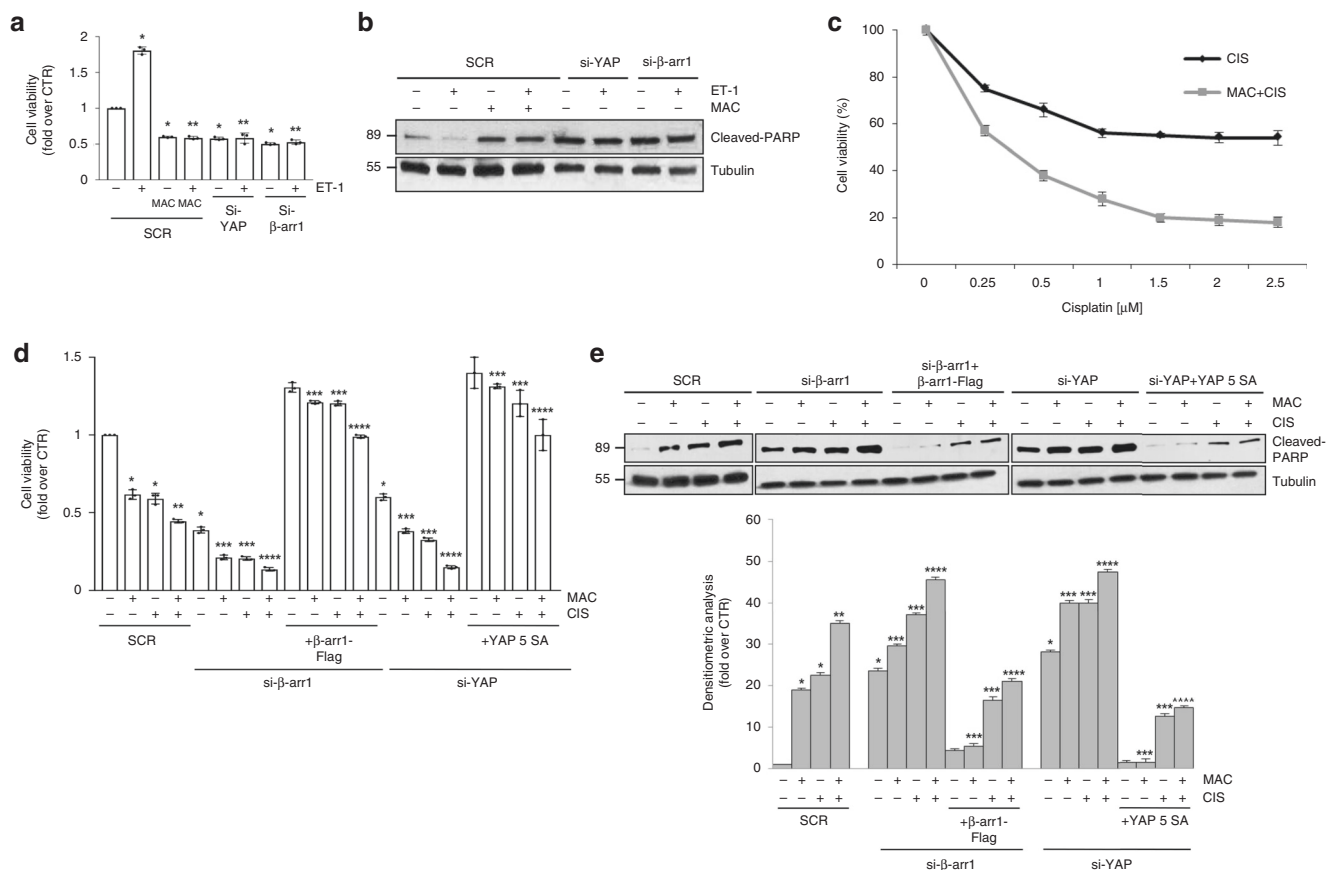 a
Cell viability
(fold over CTR)
2
1.5
1
0.5
0
*
* ** * ** * **
– + – + – + – + ET-1
MAC MAC
SCR
Si-
YAP
Si-
β-arr1
b
SCR si-YAP si-β-arr1
– + – + – + – + ET-1
+ + MAC
89
Cleaved-PARP
55
Tubulin
c
Cell viability (%)
100
80
60
40
20
0
CIS
MAC+CIS
0 0.25 0.5 1 1.5 2 2.5
Cisplatin [μM]
d
Cell viability
(fold over CTR)
1.5
1
0.5
0
* * ** * *** *** **** *** *** **** * *** *** **** *** *** ****
– + – + – + – + – + – + – + – + – + – + MAC
– – + + – – + + – – + + – – + + – – + + CIS
SCR
+β-arr1-
Flag
+YAP 5 SA
si-β-arr1
si-YAP
e
SCR si-β-arr1 si-β-arr1+
β-arr1-Flag si-YAP si-YAP+YAP 5 SA
– + – + – + – + – + – + – + – + – + – + MAC
– – + + – – + + – – + + – – + + – – + + CIS
89
Cleaved-
PARP
55
Tubulin
Densitiometric analysis
(fold over CTR)
60
50
40
30
20
10
0
* * ** * *** *** **** *** *** **** * *** *** **** *** *** ****
– + – + – + – + – + – + – + – + – + – + MAC
– – + + – – + + – – + + – – + + – – + + CIS
SCR
+β-arr1-
Flag
+YAP 5 SA
si-β-arr1
si-YAP